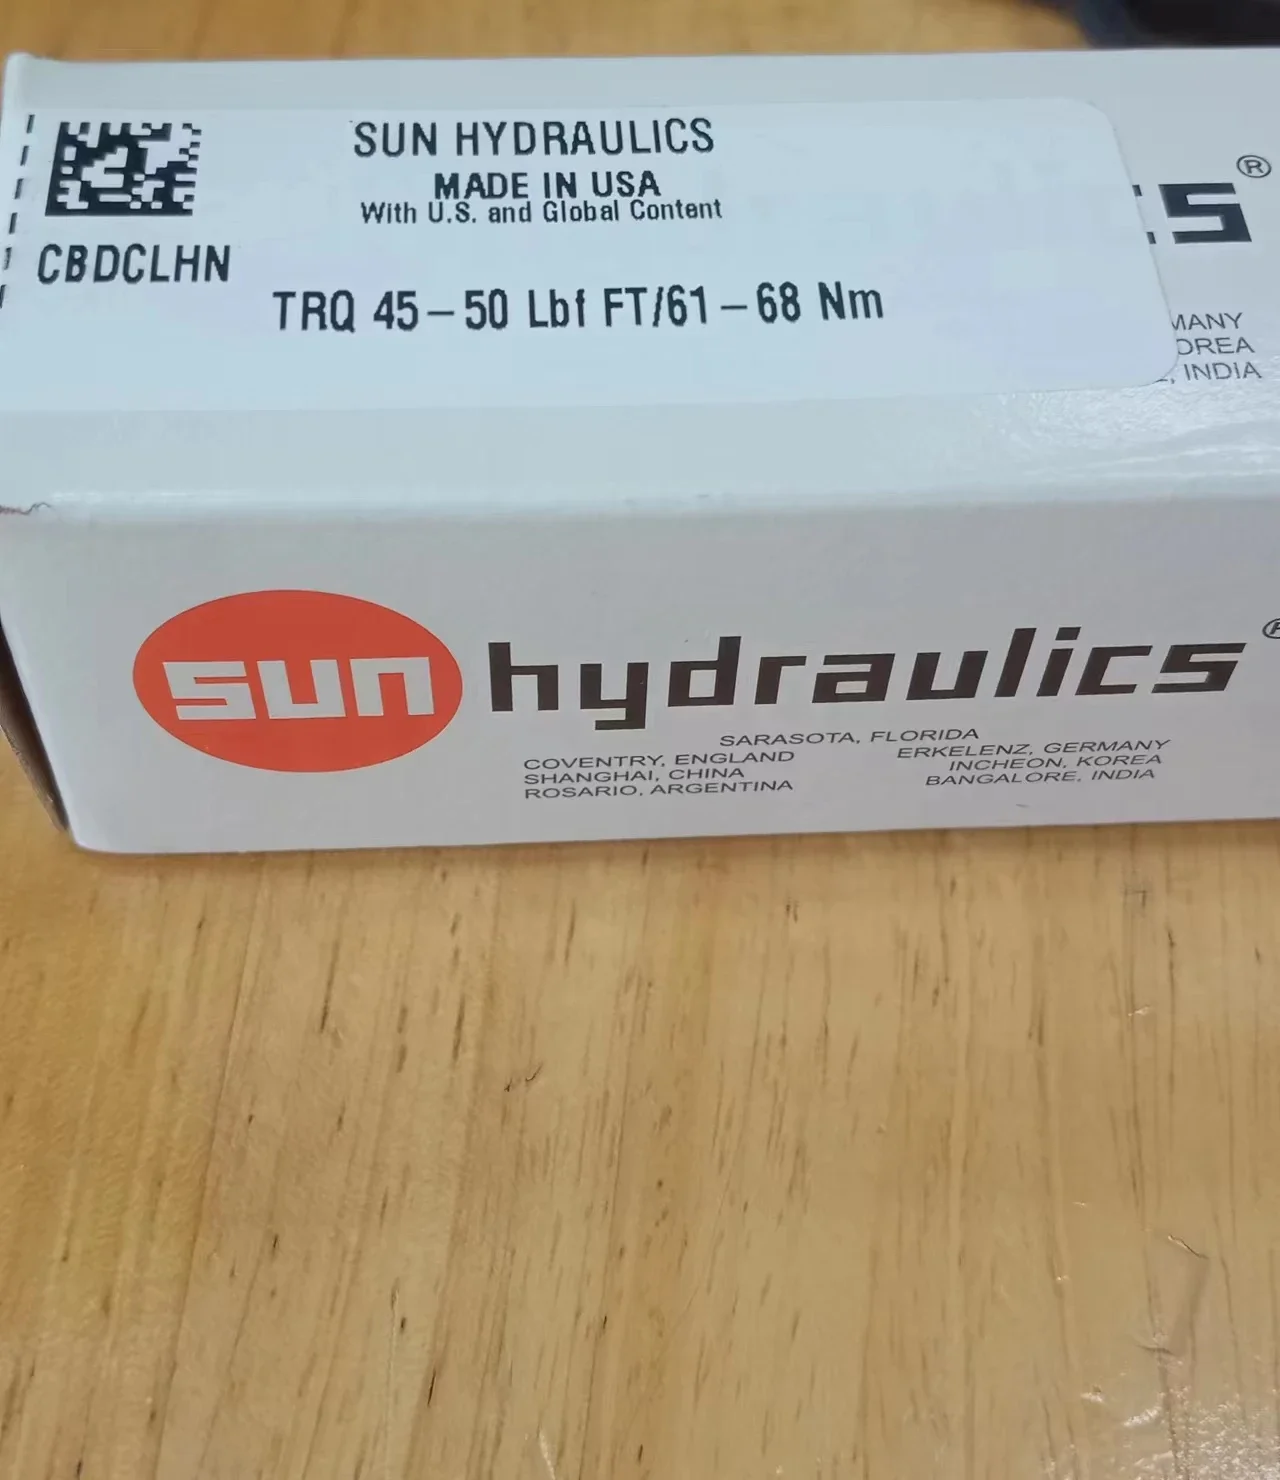 SUN HYDRAULICS
MADE IN USA
With U.S. and Global Content
CBDCLHN
TRQ 45-50 Lbf FT/61-68 Nm
CS®
MANY
OREA
, INDIA
sun hydraulics
SARASOTA, FLORIDA
COVENTRY, ENGLAND
ERKELENZ, GERMANY
SHANGHAI, CHINA
INCHEON, KOREA
ROSARIO, ARGENTINA
BANGALORE, INDIA